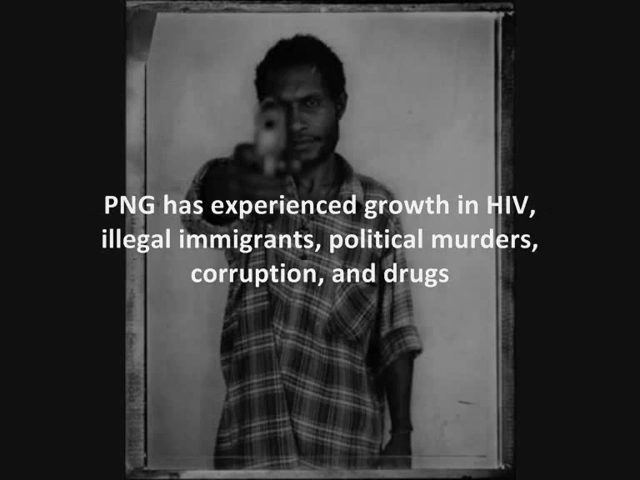 PNG has experienced growth in HIV,
illegal immigrants, political murders,
corruption, and drugs